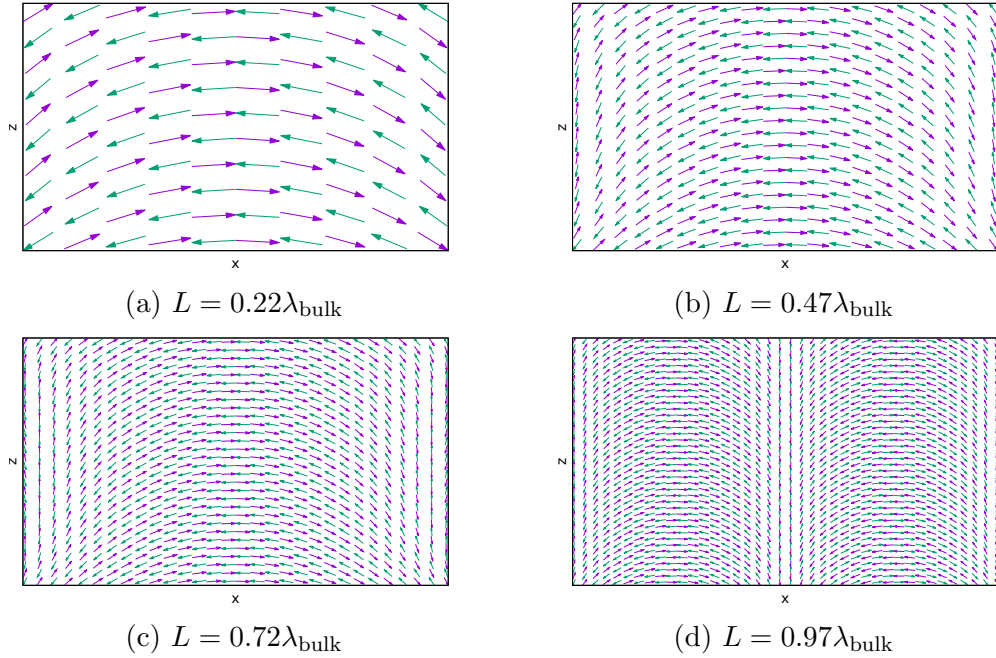 z
z
x
x
(a) L = 0.22λbulk
(b) L = 0.47λbulk
z
z
x
x
(c) L = 0.72λbulk
(d) L = 0.97λbulk